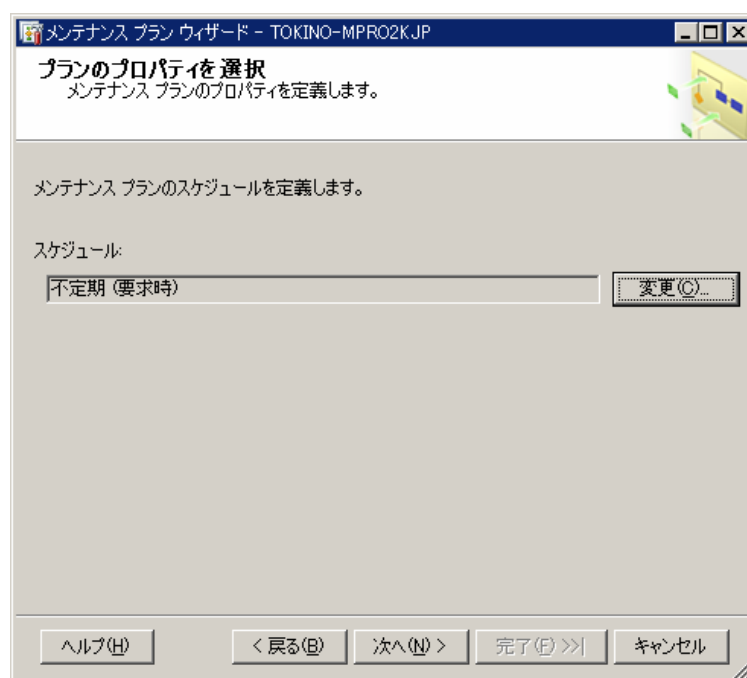 メンテナンス プラン ウィザード - TOKINO-MPRO2KJP
プランのプロパティを選択
メンテナンス プランのプロパティを定義します。
メンテナンス プランのスケジュールを定義します。
スケジュール:
不定期 (要求時)
変更(C)...
ヘルプ(H)
< 戻る(B)
次へ(N) >
完了(F) >>|
キャンセル